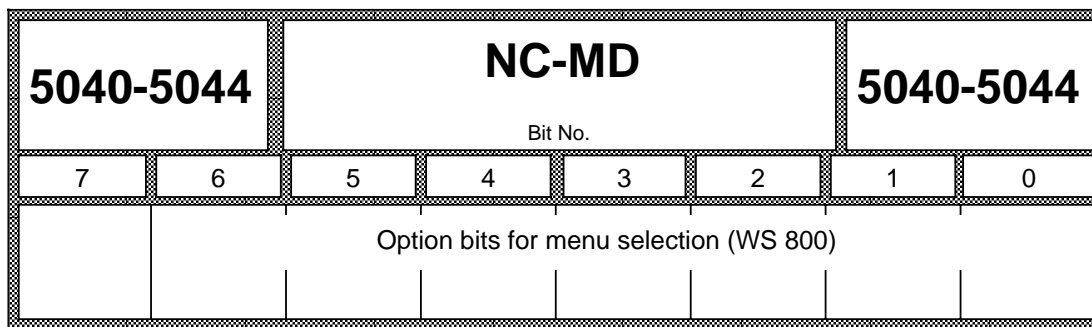 5040-5044 NC-MD 5040-5044
Bit No.
7 6 5 4 3 2 1 0
Option bits for menu selection (WS 800)